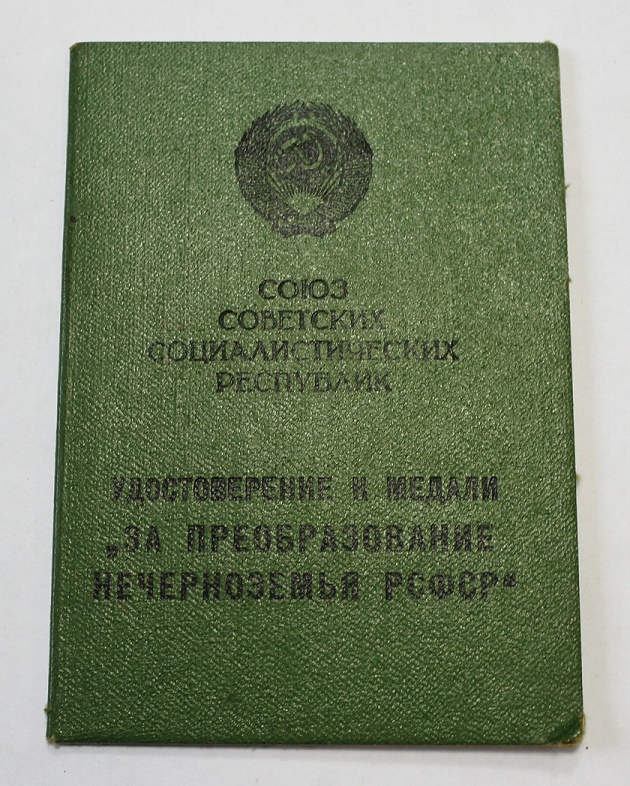 СОЮЗ
СОВЕТСКИХ
СОЦИАЛИСТИЧЕСКИХ
РЕСПУБЛИК
УДОСТОВЕРЕНИЕ К МЕДАЛИ
„ЗА ПРЕОБРАЗОВАНИЕ
НЕЧЕРНОЗЕМЬЯ РСФСР“